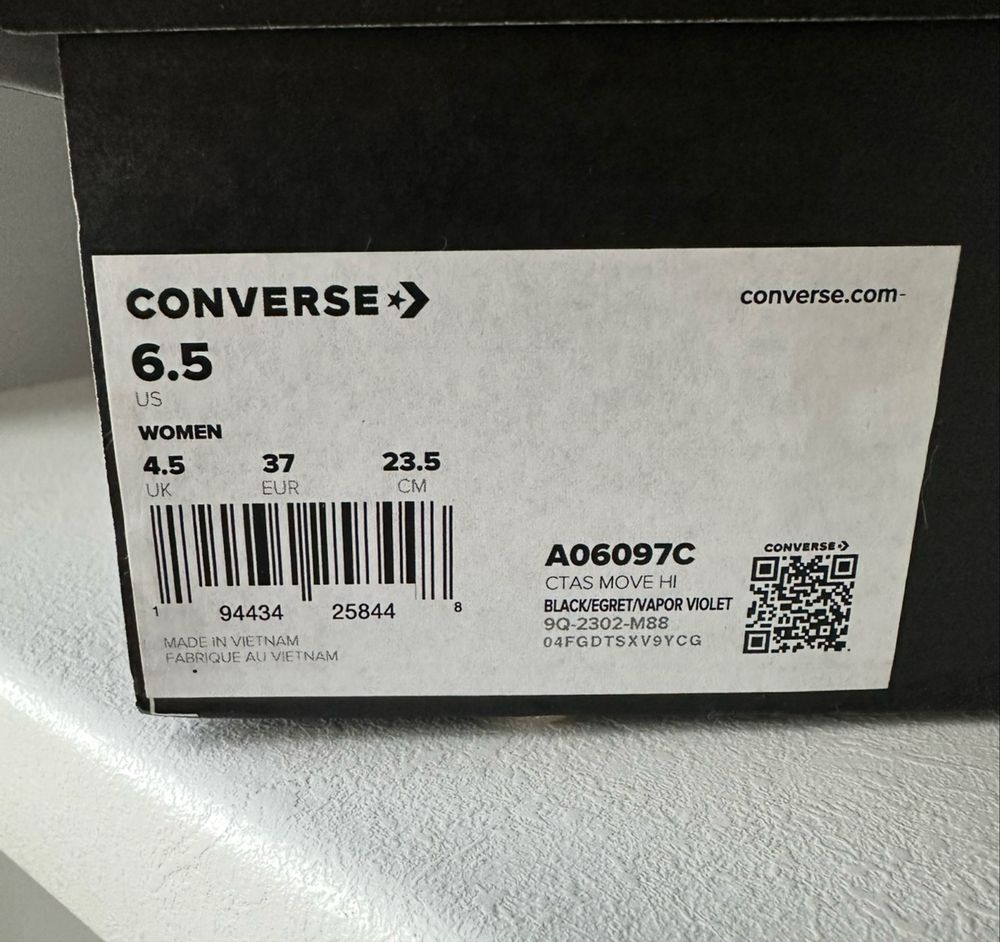 CONVERSE
converse.com-
6.5
US
WOMEN
4.5 37 23.5
UK EUR CM
1 94434 25844 8
MADE IN VIETNAM
FABRIQUE AU VIETNAM
A06097C
CTAS MOVE HI
BLACK/EGRET/VAPOR VIOLET
9Q-2302-M88
04FGDTSXV9YCG
CONVERSE